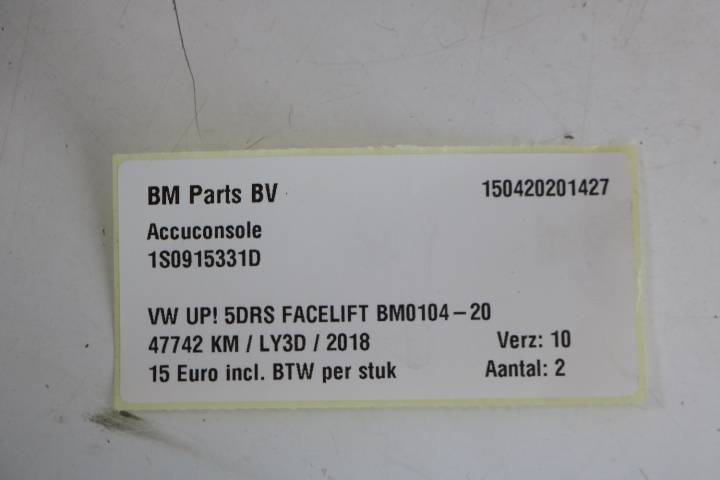 BM Parts BV 150420201427
Accuconsole
1S0915331D
VW UP! 5DRS FACELIFT BM0104-20
47742 KM / LY3D / 2018 Verz: 10
15 Euro incl. BTW per stuk Aantal: 2